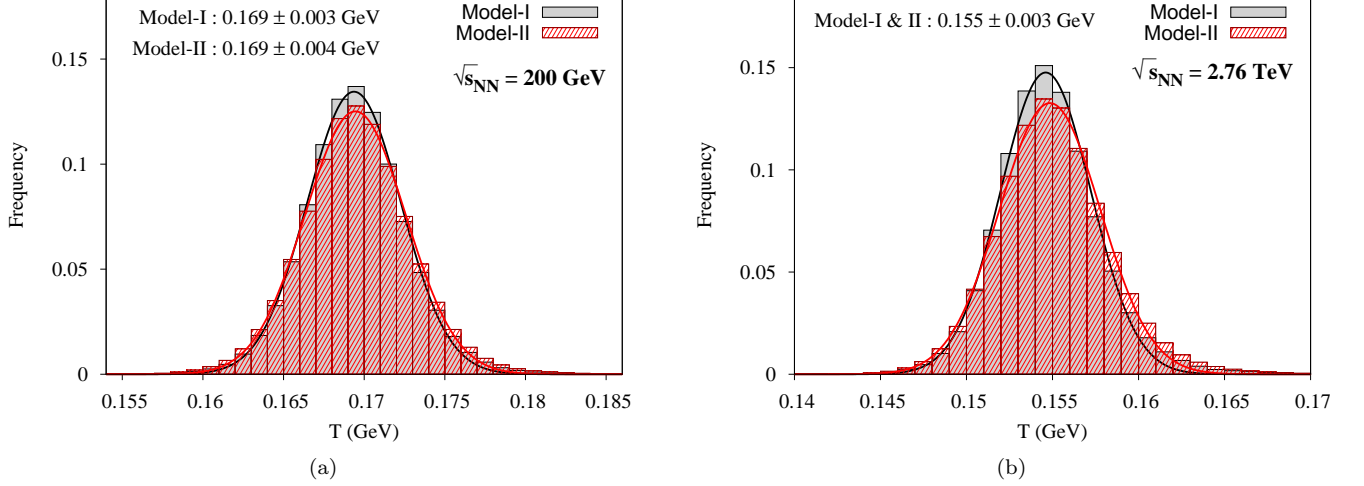 Model-I : 0.169 ± 0.003 GeV
Model-II : 0.169 ± 0.004 GeV
Model-I
Model-II
√sNN = 200 GeV
Frequency
0.15
0.1
0.05
0
0.155
0.16
0.165
0.17
0.175
0.18
0.185
T (GeV)
(a)
Model-I & II : 0.155 ± 0.003 GeV
Model-I
Model-II
√sNN = 2.76 TeV
Frequency
0.15
0.1
0.05
0
0.14
0.145
0.15
0.155
0.16
0.165
0.17
T (GeV)
(b)